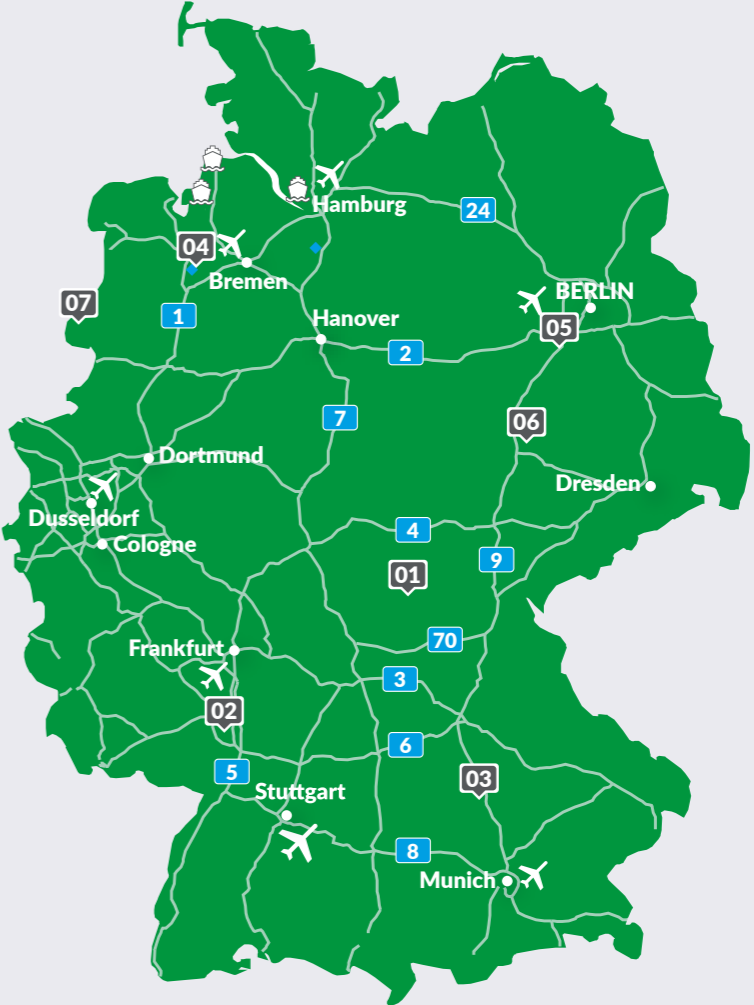 Hamburg
24
04
Bremen
BERLIN
07
1
Hanover
05
2
7
06
Dortmund
Dresden
Dusseldorf
4
Cologne
9
01
70
Frankfurt
3
02
6
5
03
Stuttgart
8
Munich